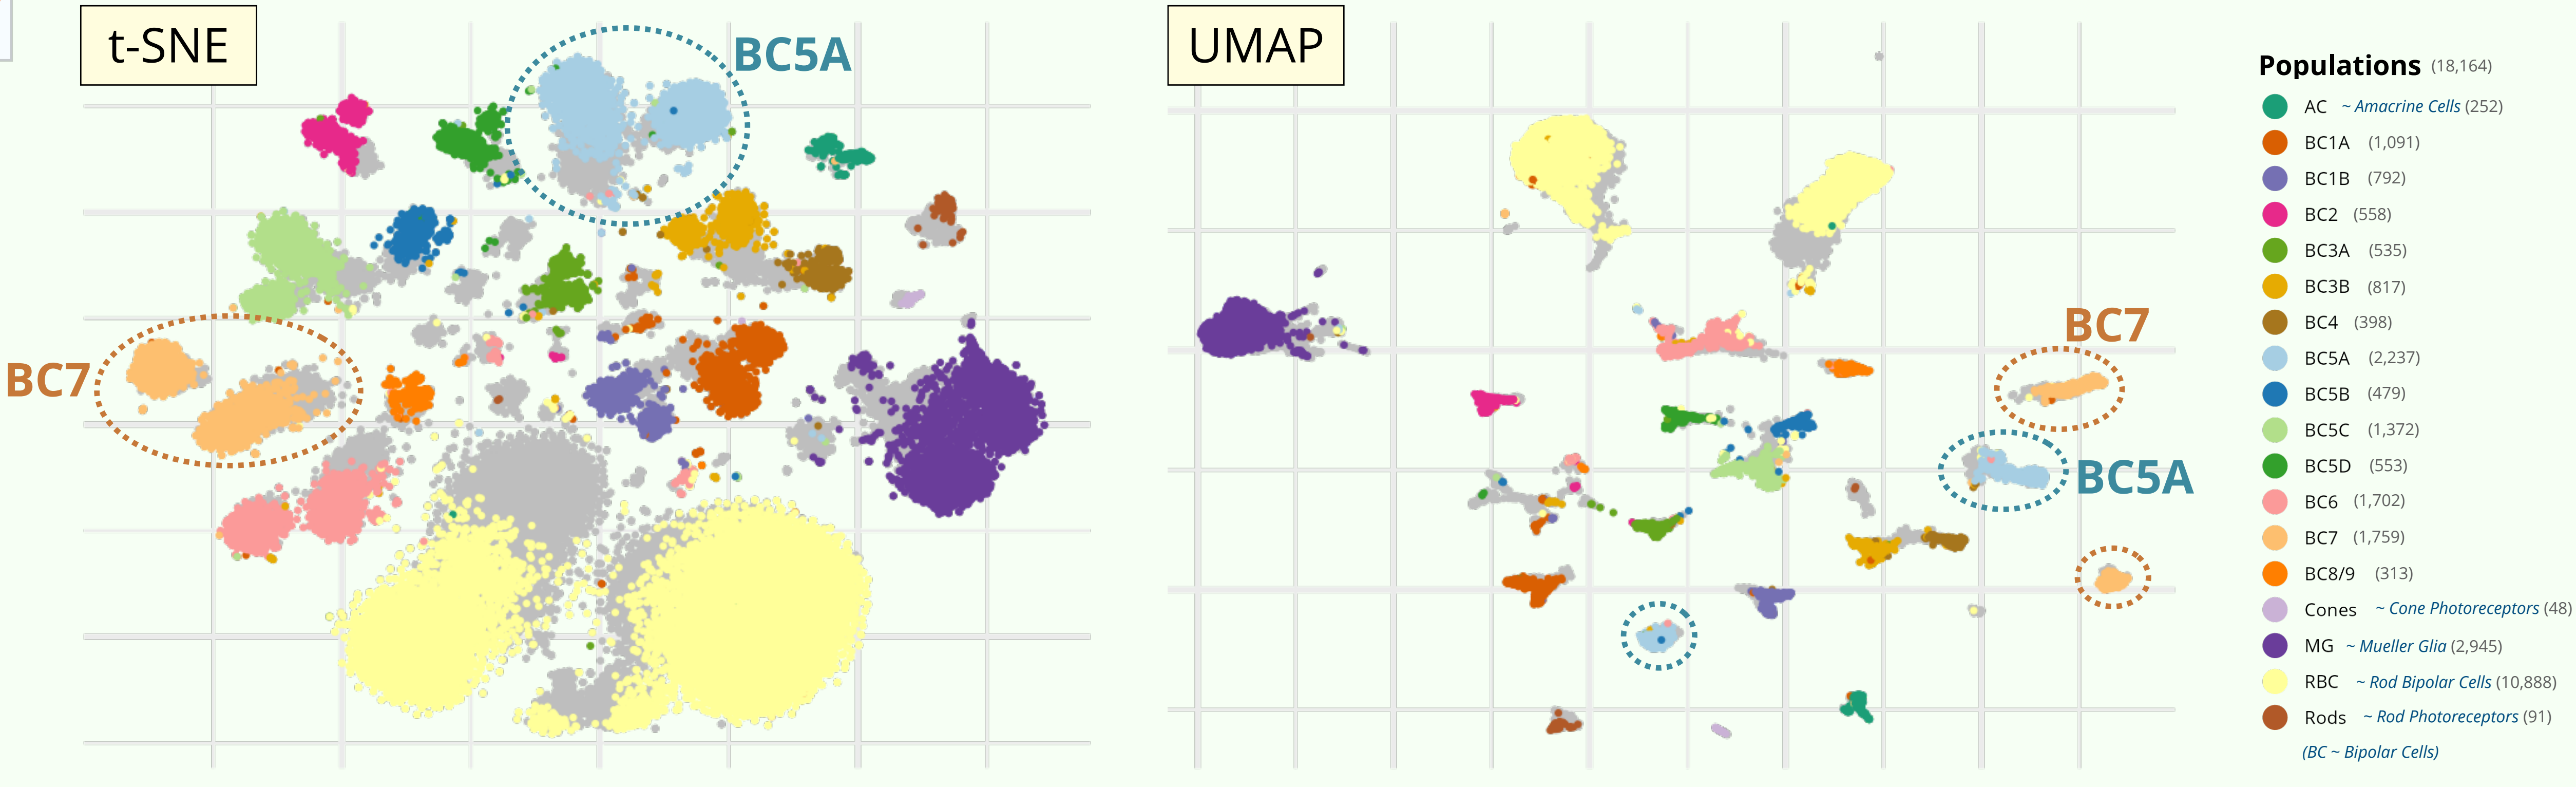 t-SNE
BC5A
BC7
UMAP
BC7
BC5A
Populations (18,164)
AC ~ Amacrine Cells (252)
BC1A (1,091)
BC1B (792)
BC2 (558)
BC3A (535)
BC3B (817)
BC4 (398)
BC5A (2,237)
BC5B (479)
BC5C (1,372)
BC5D (553)
BC6 (1,702)
BC7 (1,759)
BC8/9 (313)
Cones ~ Cone Photoreceptors (48)
MG ~ Mueller Glia (2,945)
RBC ~ Rod Bipolar Cells (10,888)
Rods ~ Rod Photoreceptors (91)
(BC ~ Bipolar Cells)